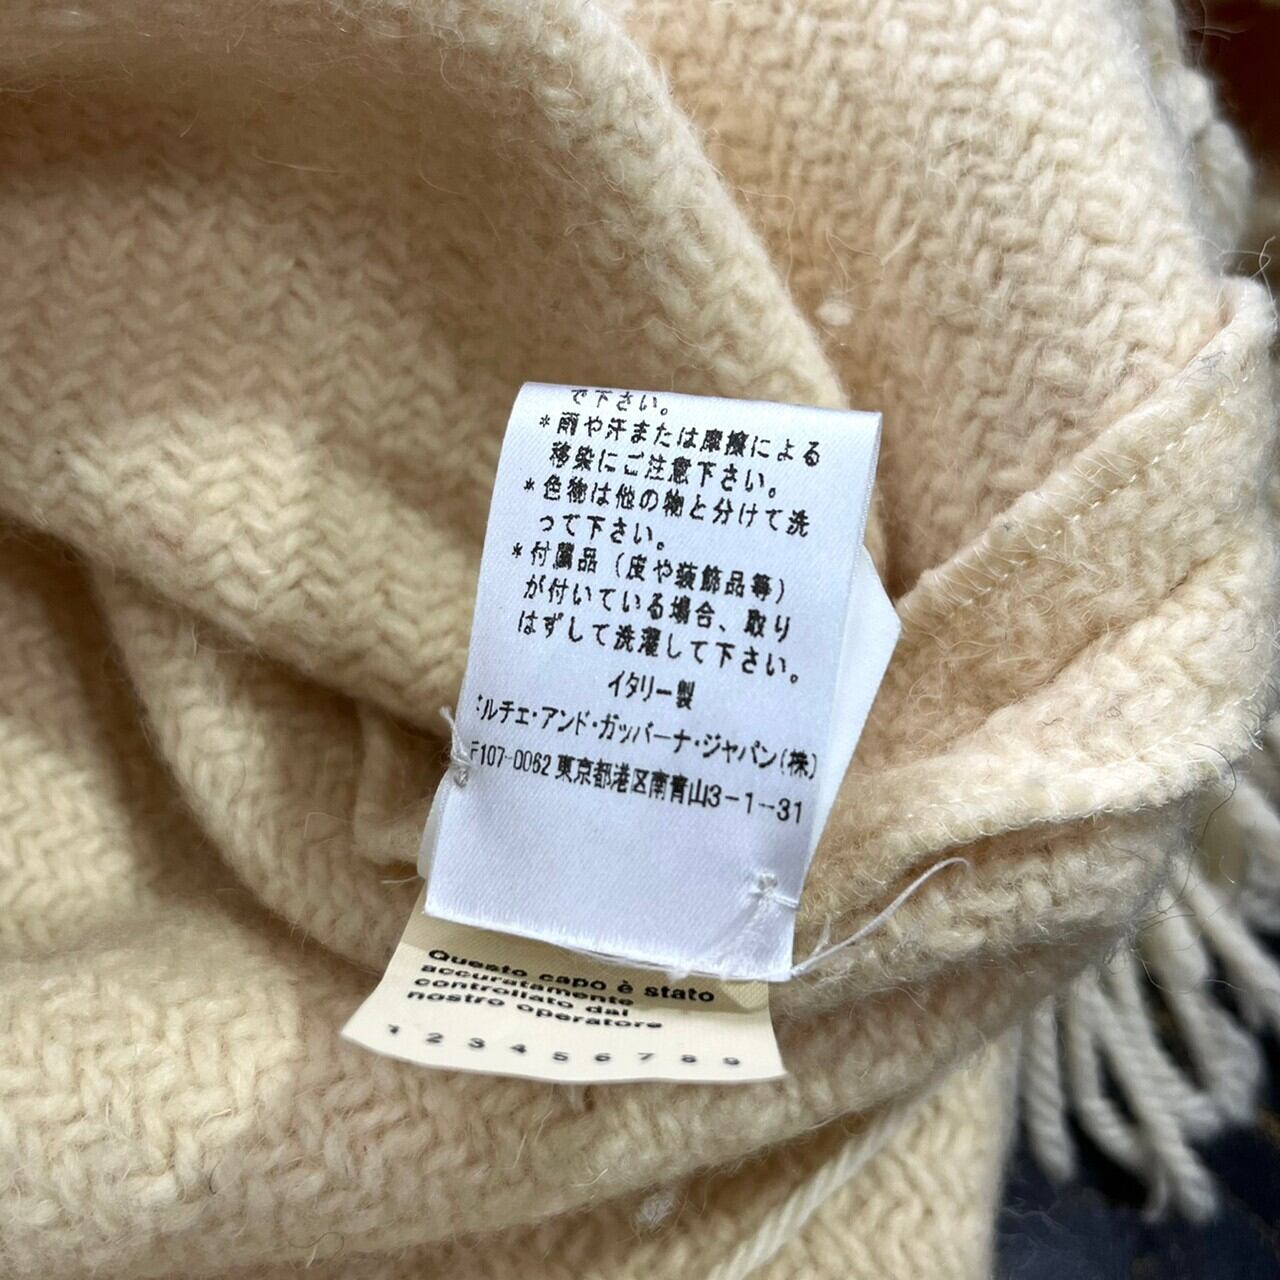 で下さい。
*雨や汗または摩擦による
移染にご注意下さい。
*色物は他の物と分けて洗
って下さい。
*付属品(皮や装飾品等)
が付いている場合、取り
はずして洗濯して下さい。
イタリー製
ルチェ・アンド・ガッバーナ・ジャパン(株)
〒107-0062 東京都港区南青山3-1-31
Questo capo è stato
accuratamente
controllato dal
nostro operatore
1 2 3 4 5 6 7 8 9